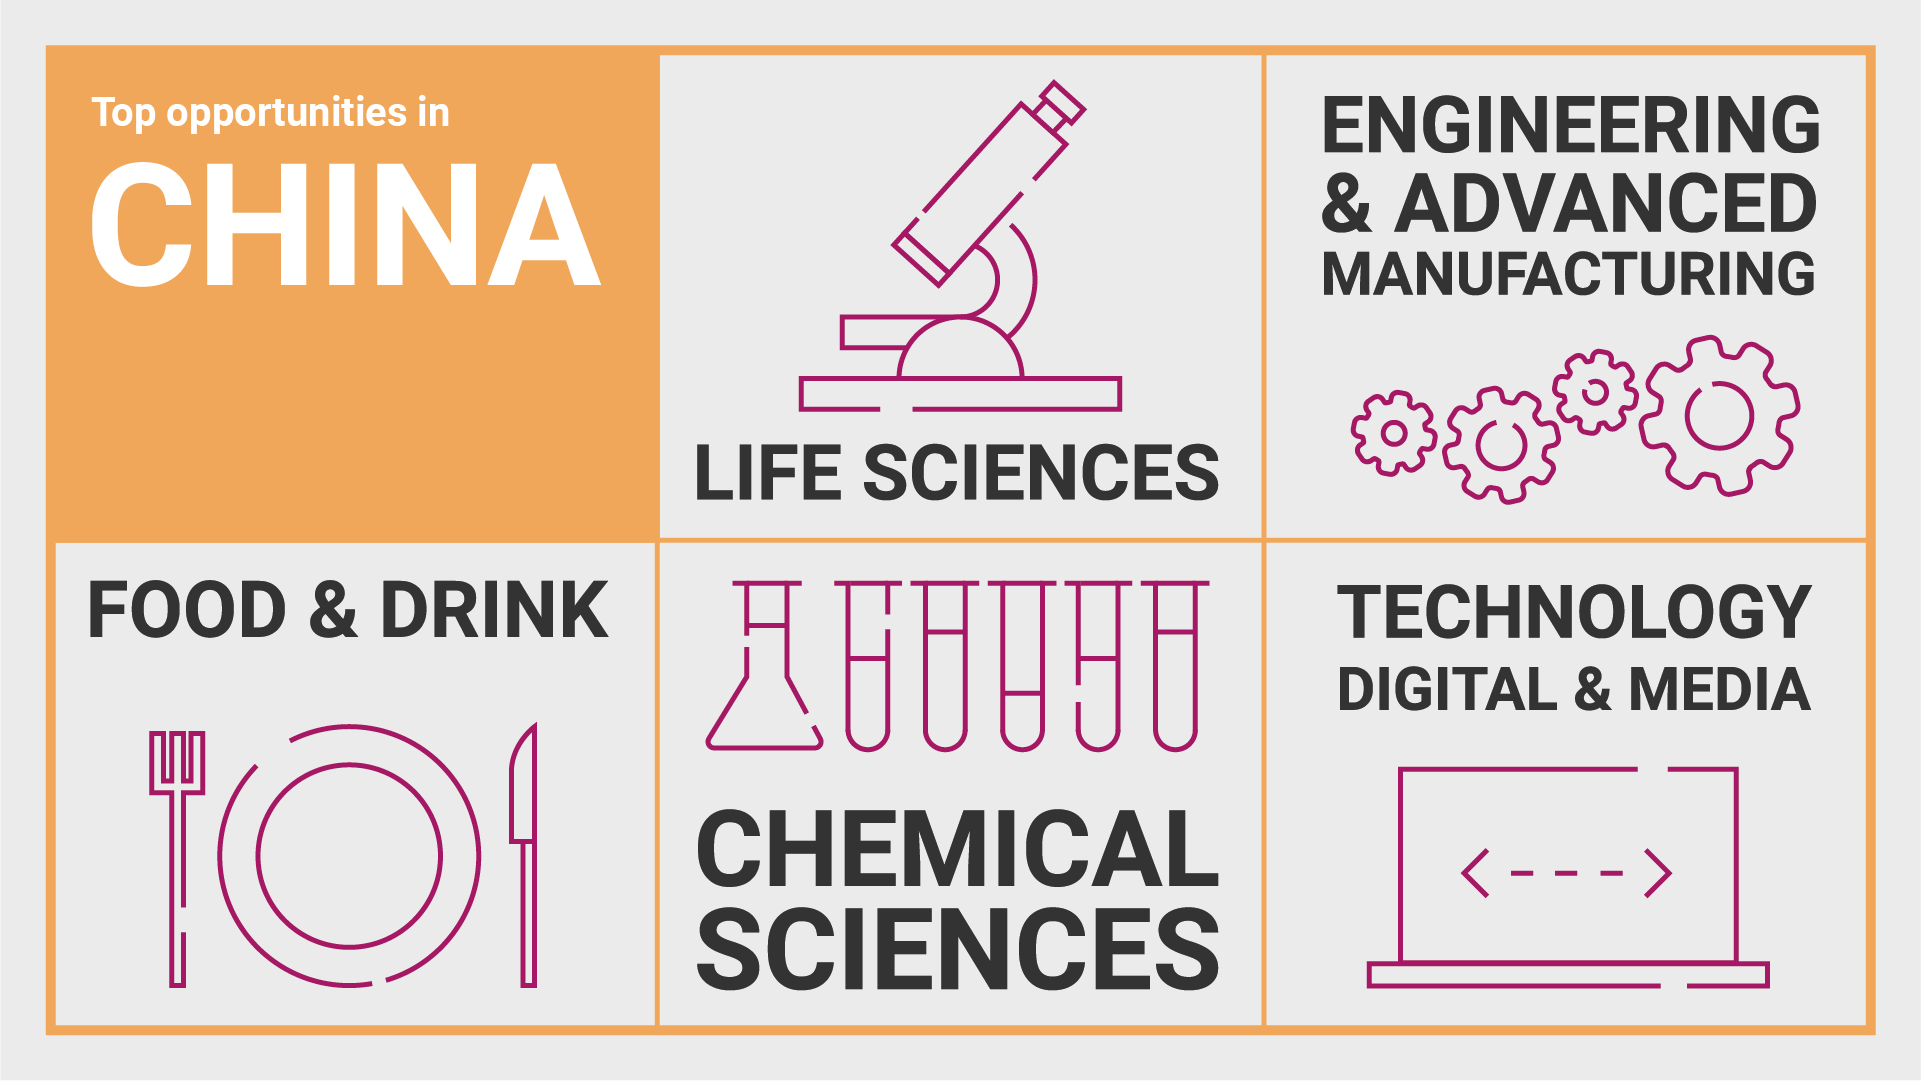 Top opportunities in
CHINA
LIFE SCIENCES
ENGINEERING
& ADVANCED
MANUFACTURING
FOOD & DRINK
CHEMICAL
SCIENCES
TECHNOLOGY
DIGITAL & MEDIA